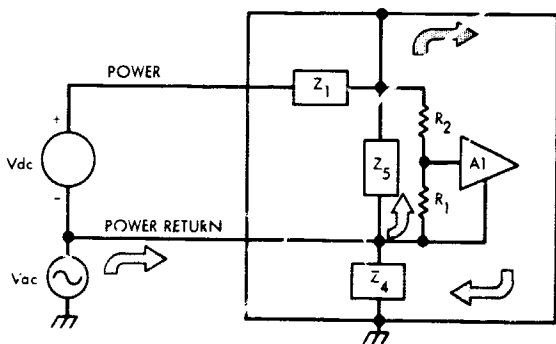 POWER
Z1
R2
+
Vdc
Z5
A1
R1
-
POWER RETURN
Vac
Z4